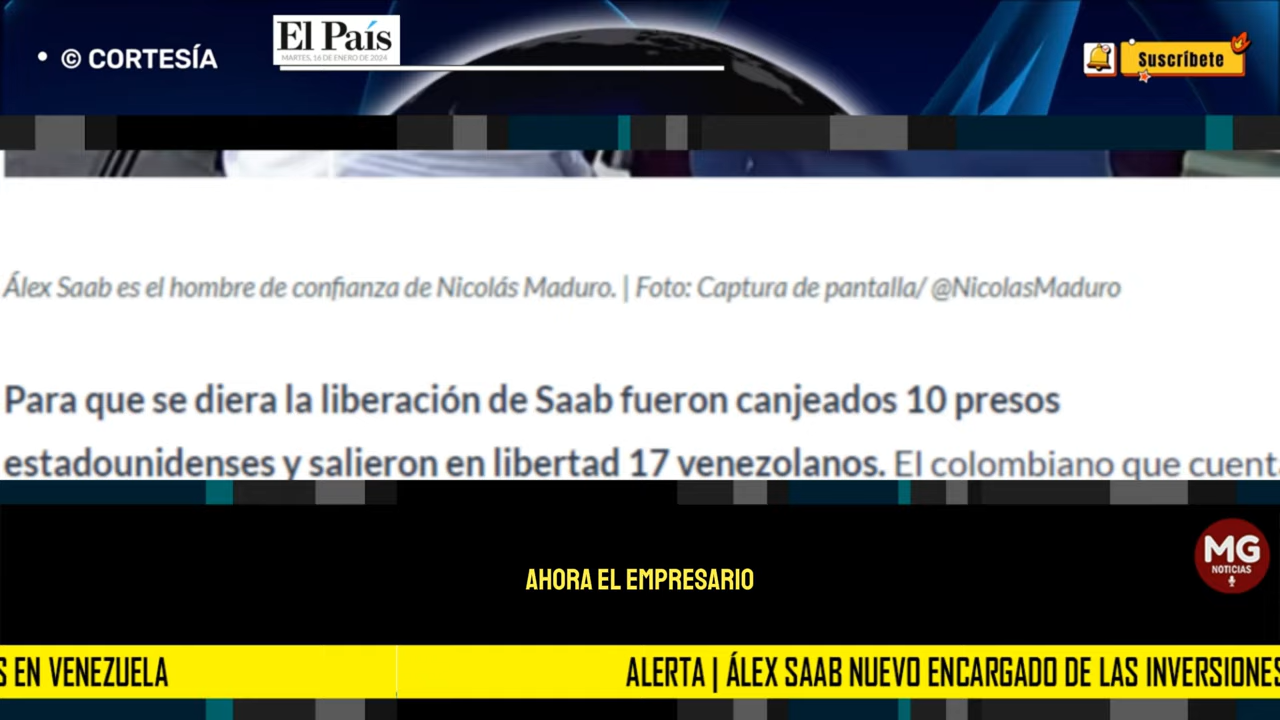 • © CORTESÍA
El País
MARTES, 16 DE ENERO DE 2024
Suscríbete
Álex Saab es el hombre de confianza de Nicolás Maduro. | Foto: Captura de pantalla/ @NicolasMaduro
Para que se diera la liberación de Saab fueron canjeados 10 presos
estadounidenses y salieron en libertad 17 venezolanos. El colombiano que cuenta
MG
NOTICIAS
AHORA EL EMPRESARIO
S EN VENEZUELA
ALERTA | ÁLEX SAAB NUEVO ENCARGADO DE LAS INVERSIONES